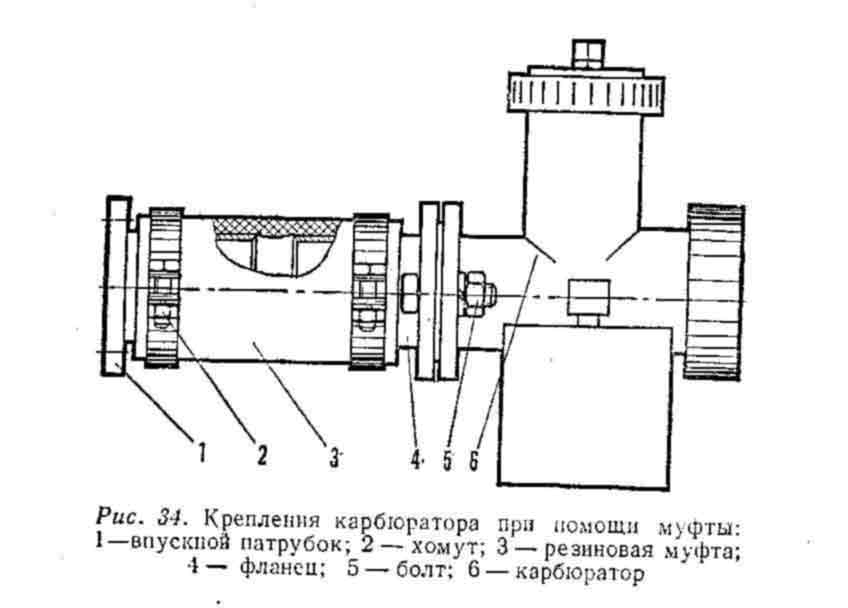 1 2 3 4 5 6
Рис. 34. Крепления карбюратора при помощи муфты:
1—впускной патрубок; 2 — хомут; 3 — резиновая муфта;
4 — фланец; 5 — болт; 6 — карбюратор